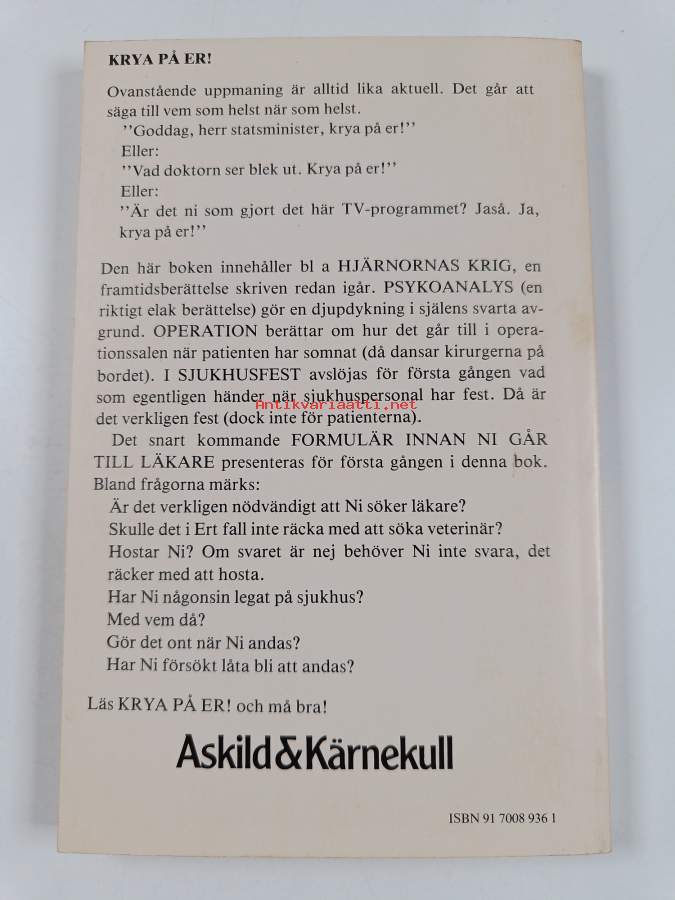 KRYA PÅ ER!
Ovanstående uppmaning är alltid lika aktuell. Det går att
säga till vem som helst när som helst.
''Goddag, herr statsminister, krya på er!''
Eller:
''Vad doktorn ser blek ut. Krya på er!''
Eller:
''Är det ni som gjort det här TV-programmet? Jaså. Ja,
krya på er!''
Den här boken innehåller bl a HJÄRNORNAS KRIG, en
framtidsberättelse skriven redan igår. PSYKOANALYS (en
riktigt elak berättelse) gör en djupdykning i själens svarta av-
grund. OPERATION berättar om hur det går till i opera-
tionssalen när patienten har somnat (då dansar kirurgerna på
bordet). I SJUKHUSFEST avslöjas för första gången vad
som egentligen händer när sjukhuspersonal har fest. Då är
Antikvariaatti.net
det verkligen fest (dock inte för patienterna).
Det snart kommande FORMULÄR INNAN NI GÅR
TILL LÄKARE presenteras för första gången i denna bok.
Bland frågorna märks:
Är det verkligen nödvändigt att Ni söker läkare?
Skulle det i Ert fall inte räcka med att söka veterinär?
Hostar Ni? Om svaret är nej behöver Ni inte svara, det
räcker med att hosta.
Har Ni någonsin legat på sjukhus?
Med vem då?
Gör det ont när Ni andas?
Har Ni försökt låta bli att andas?
Läs KRYA PÅ ER! och må bra!
Askild&Kärnekull
ISBN 91 7008 936 1